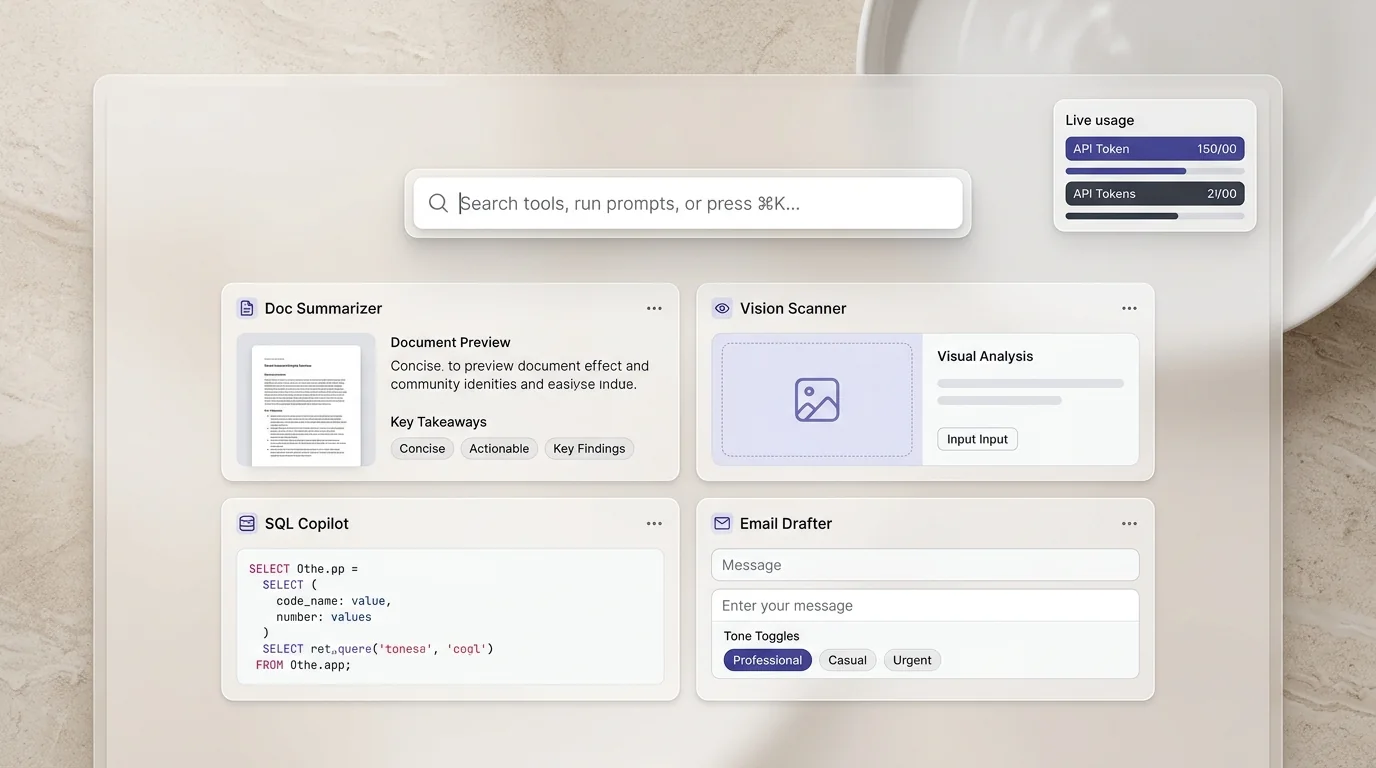 Live usage
API Token 150/00
API Tokens 2I/00
Search tools, run prompts, or press ⌘K...
Doc Summarizer
Document Preview
Concise. to preview document effect and
community idenities and easiyse indue.
Key Takeaways
Concise Actionable Key Findings
Vision Scanner
Visual Analysis
Input Input
SQL Copilot
SELECT Othe.pp =
SELECT (
code_name: value,
number: values
)
SELECT ret.quere('tonesa', 'cogl')
FROM Othe.app;
Email Drafter
Message
Enter your message
Tone Toggles
Professional Casual Urgent